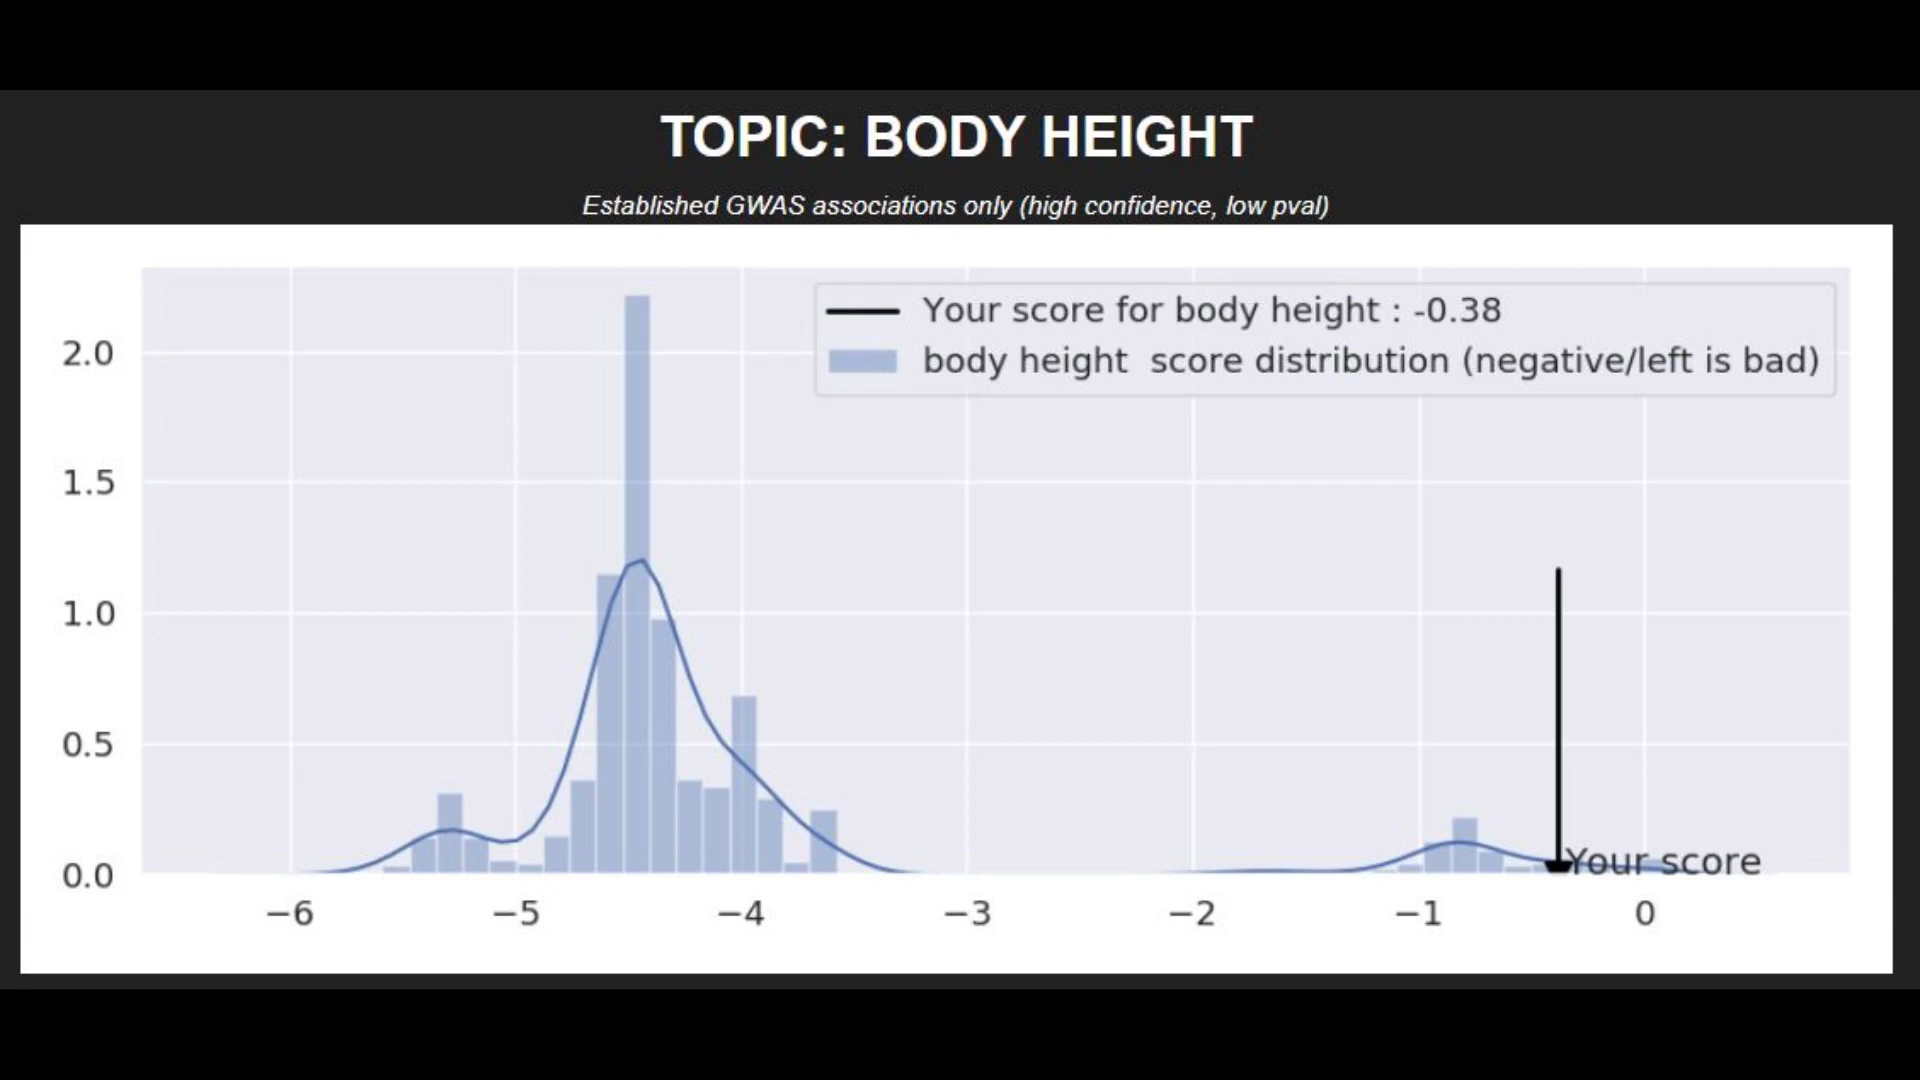 TOPIC: BODY HEIGHT
Established GWAS associations only (high confidence, low pval)
Your score for body height : -0.38
body height  score distribution (negative/left is bad)
2.0
1.5
1.0
0.5
0.0
Your score
−6
−5
−4
−3
−2
−1
0